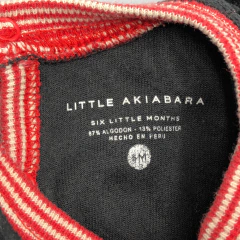 LITTLE AKIABARA
SIX LITTLE MONTHS
87% ALGODON - 13% POLIESTER
HECHO EN PERU
6M